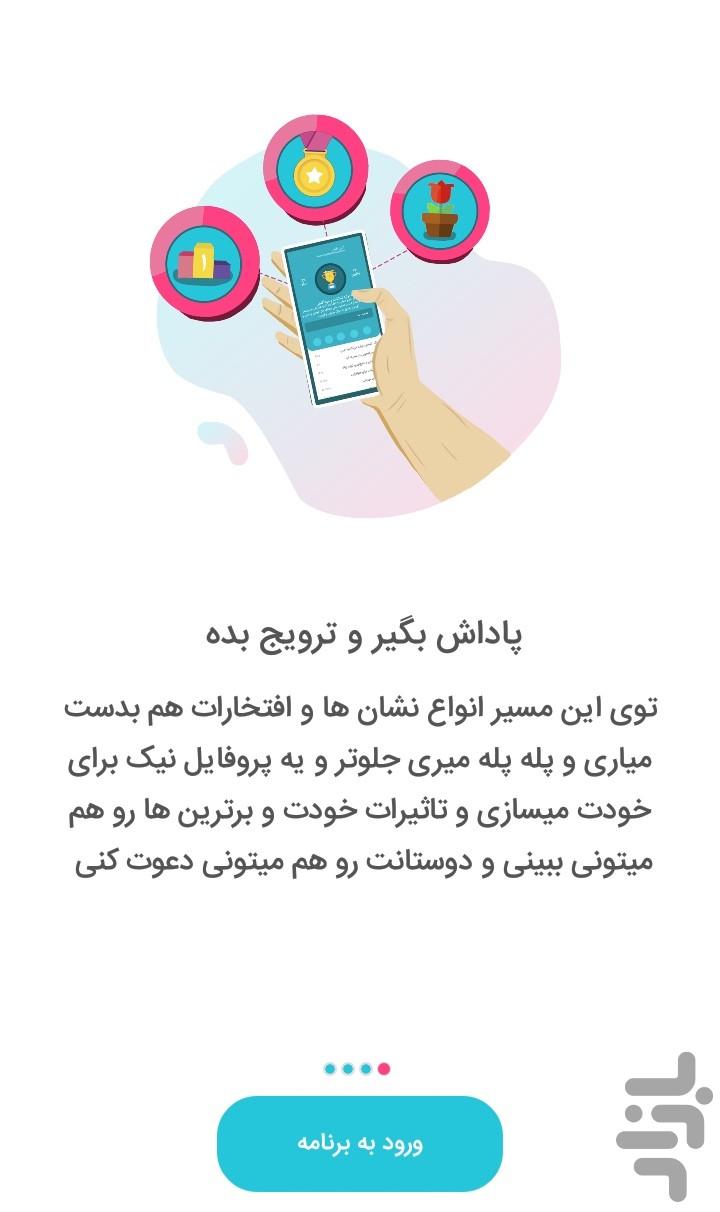 پاداش بگیر و ترویج بده
توی این مسیر انواع نشان ها و افتخارات هم بدست
میاری و پله پله میری جلوتر و یه پروفایل نیک برای
خودت میسازی و تاثیرات خودت و برترین ها رو هم
میتونی ببینی و دوستانت رو هم میتونی دعوت کنی
ورود به برنامه
بازار